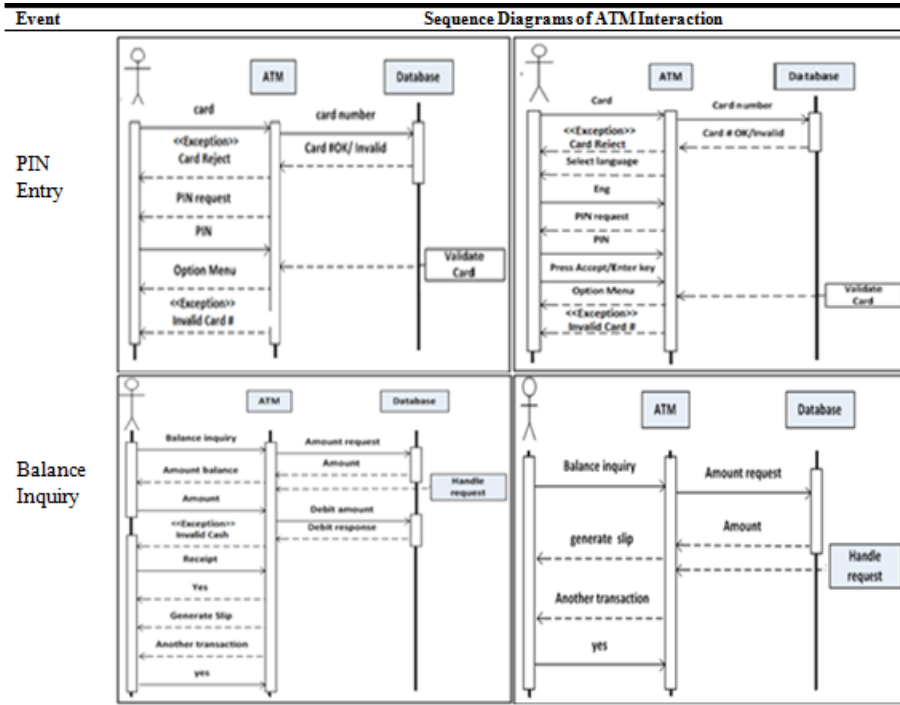 Event Sequence Diagrams of ATM Interaction
PIN
Entry
ATM
Database
card
card number
<<Exception>>
Card Reject
Card #OK/ Invalid
PIN request
PIN
Validate
Card
Option Menu
<<Exception>>
Invalid Card #
ATM
Database
Card
Card number
<<Exception>>
Card Reject
Card # OK/Invalid
Select language
Eng
PIN request
PIN
Press Accept/Enter key
Validate
Card
Option Menu
<<Exception>>
Invalid Card #
Balance
Inquiry
ATM
Database
Balance inquiry
Amount request
Amount balance
Amount
Handle
request
Amount
Debit amount
<<Exception>>
Invalid Cash
Debit response
Receipt
Yes
Generate Slip
Another transaction
yes
ATM
Database
Balance inquiry
Amount request
generate slip
Amount
Handle
request
Another transaction
yes